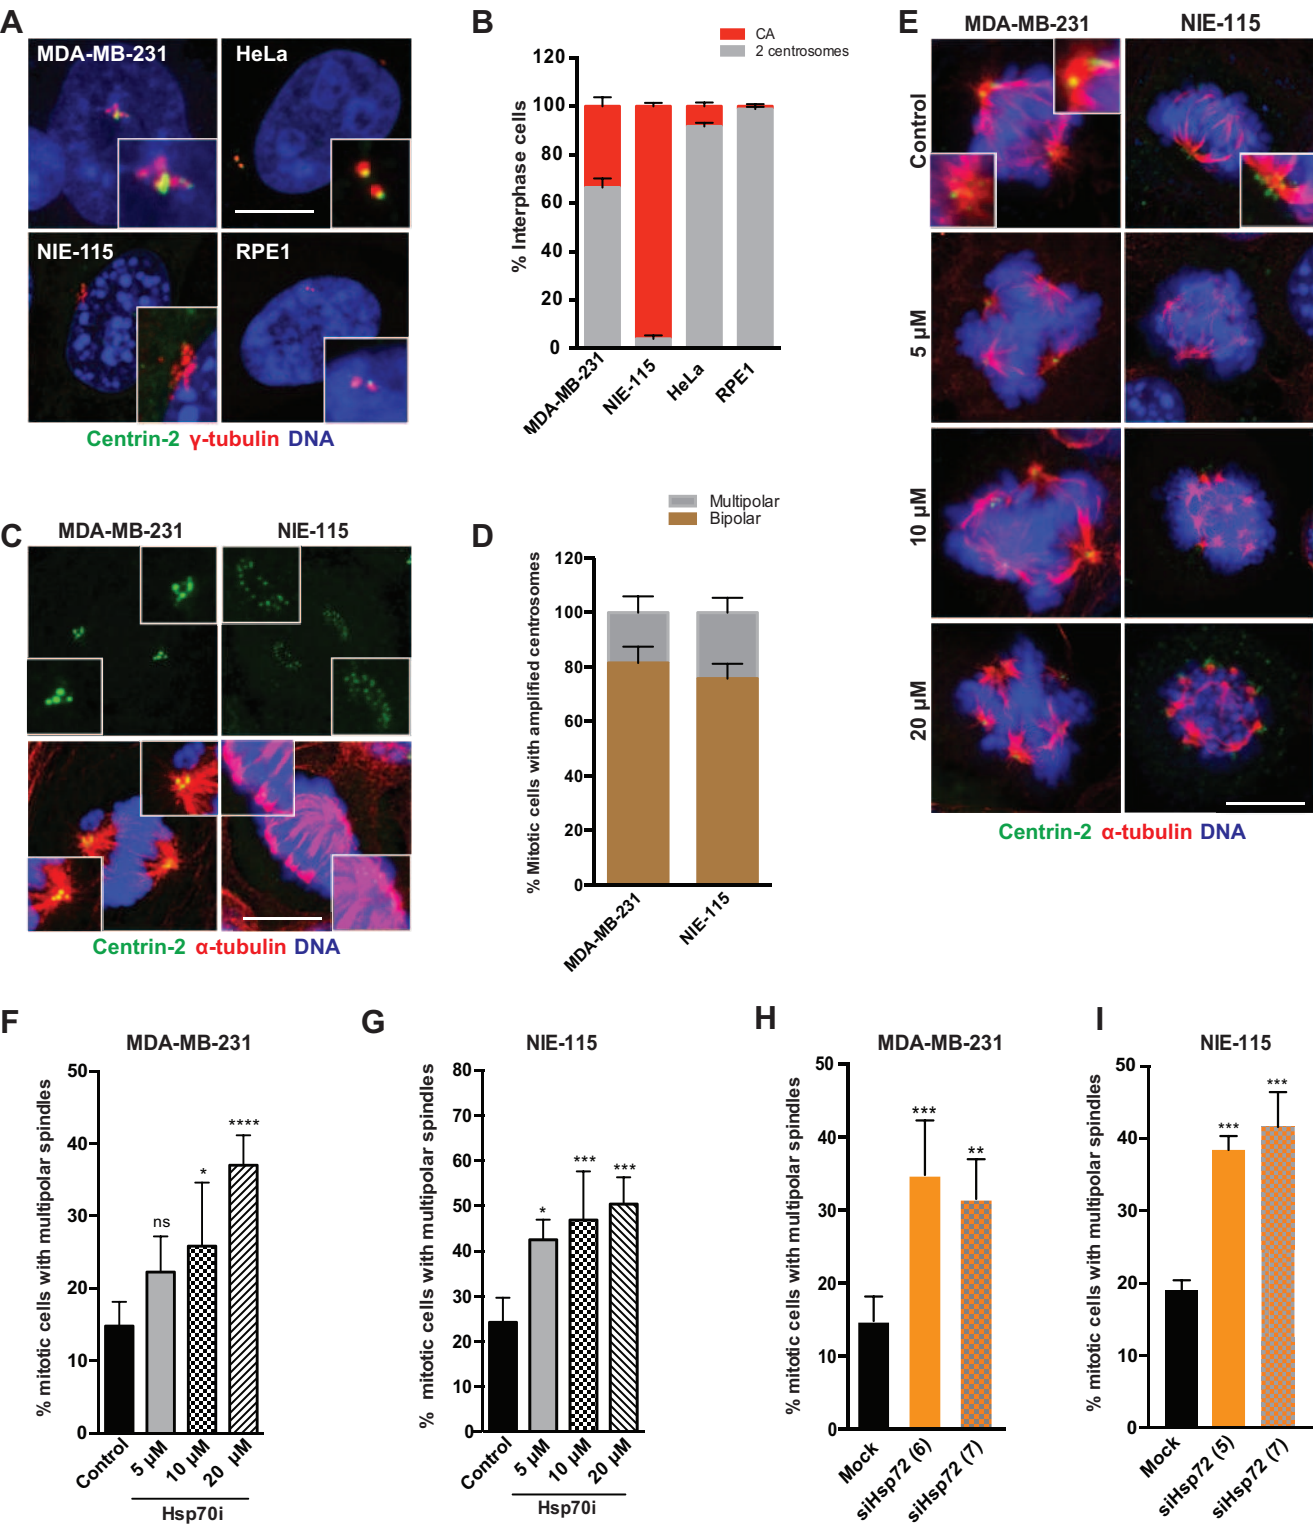 A
MDA-MB-231
HeLa
NIE-115
RPE1
Centrin-2 γ-tubulin DNA
B
CA
2 centrosomes
% Interphase cells
120
100
80
60
40
20
0
MDA-MB-231
NIE-115
HeLa
RPE1
C
MDA-MB-231
NIE-115
Centrin-2 α-tubulin DNA
D
Multipolar
Bipolar
% Mitotic cells with amplified centrosomes
120
100
80
60
40
20
0
MDA-MB-231
NIE-115
E
MDA-MB-231
NIE-115
Control
5 µM
10 µM
20 µM
Centrin-2 α-tubulin DNA
F
MDA-MB-231
% mitotic cells with multipolar spindles
50
40
30
20
10
0
ns
*
****
Control
5 µM
10 µM
20 µM
Hsp70i
G
NIE-115
% mitotic cells with multipolar spindles
80
70
60
50
40
30
20
10
0
*
***
***
Control
5 µM
10 µM
20 µM
Hsp70i
H
MDA-MB-231
% mitotic cells with multipolar spindles
50
40
30
20
10
0
***
**
Mock
siHsp72 (6)
siHsp72 (7)
I
NIE-115
% mitotic cells with multipolar spindles
50
40
30
20
10
0
***
***
Mock
siHsp72 (5)
siHsp72 (7)